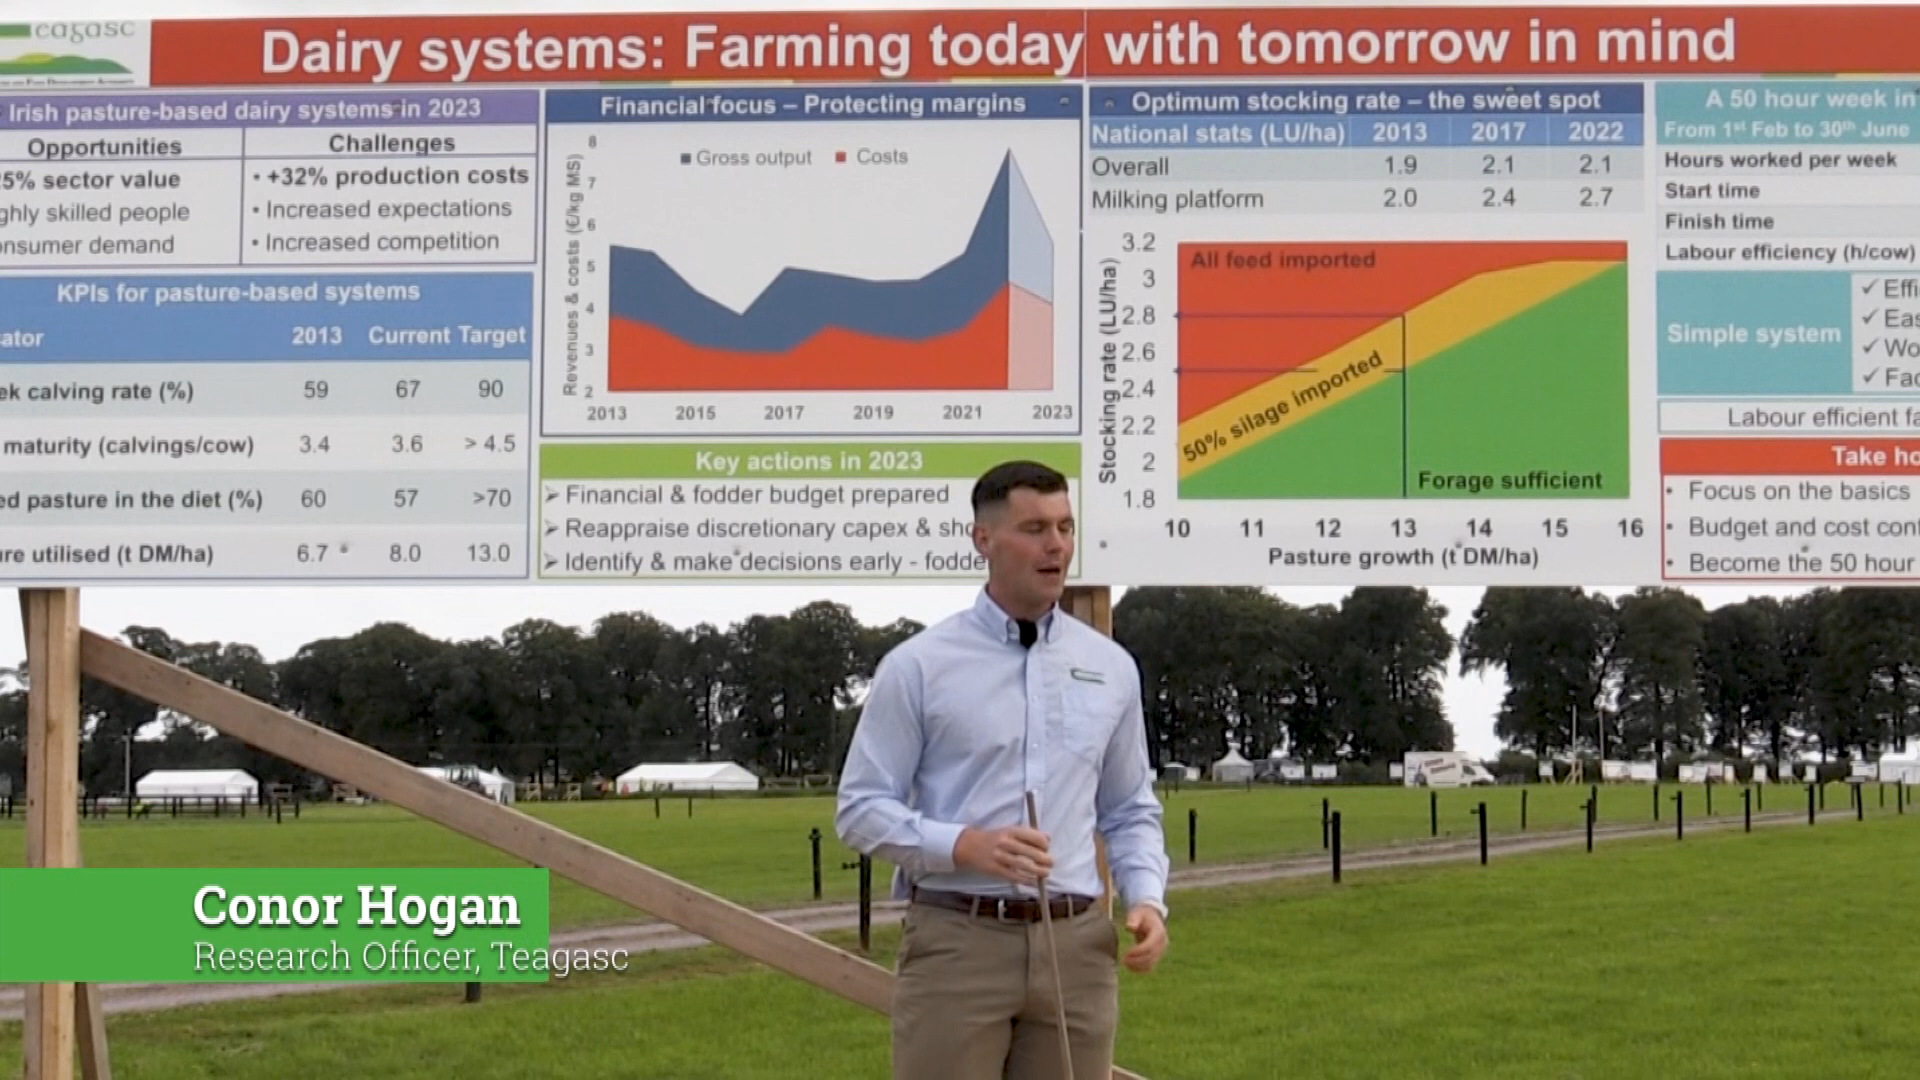 eagasc
Dairy systems: Farming today with tomorrow in mind
Irish pasture-based dairy systems in 2023
Opportunities Challenges
5% sector value • +32% production costs
ghly skilled people • Increased expectations
onsumer demand • Increased competition
KPIs for pasture-based systems
ator 2013 Current Target
ek calving rate (%) 59 67 90
maturity (calvings/cow) 3.4 3.6 > 4.5
ed pasture in the diet (%) 60 57 >70
re utilised (t DM/ha) 6.7 8.0 13.0
Financial focus – Protecting margins
Gross output Costs
Revenues & costs (€/kg MS)
8
7
6
5
4
3
2
2013 2015 2017 2019 2021 2023
Key actions in 2023
➢ Financial & fodder budget prepared
➢ Reappraise discretionary capex & sho
➢ Identify & make decisions early - fodde
Optimum stocking rate – the sweet spot
National stats (LU/ha) 2013 2017 2022
Overall 1.9 2.1 2.1
Milking platform 2.0 2.4 2.7
Stocking rate (LU/ha)
3.2
3
2.8
2.6
2.4
2.2
2
1.8
All feed imported
50% silage imported
Forage sufficient
10 11 12 13 14 15 16
Pasture growth (t DM/ha)
A 50 hour week in
From 1st Feb to 30th June
Hours worked per week
Start time
Finish time
Labour efficiency (h/cow)
Simple system
✓ Effi
✓ Eas
✓ Wo
✓ Fac
Labour efficient fa
Take ho
• Focus on the basics
• Budget and cost cont
• Become the 50 hour
Conor Hogan
Research Officer, Teagasc